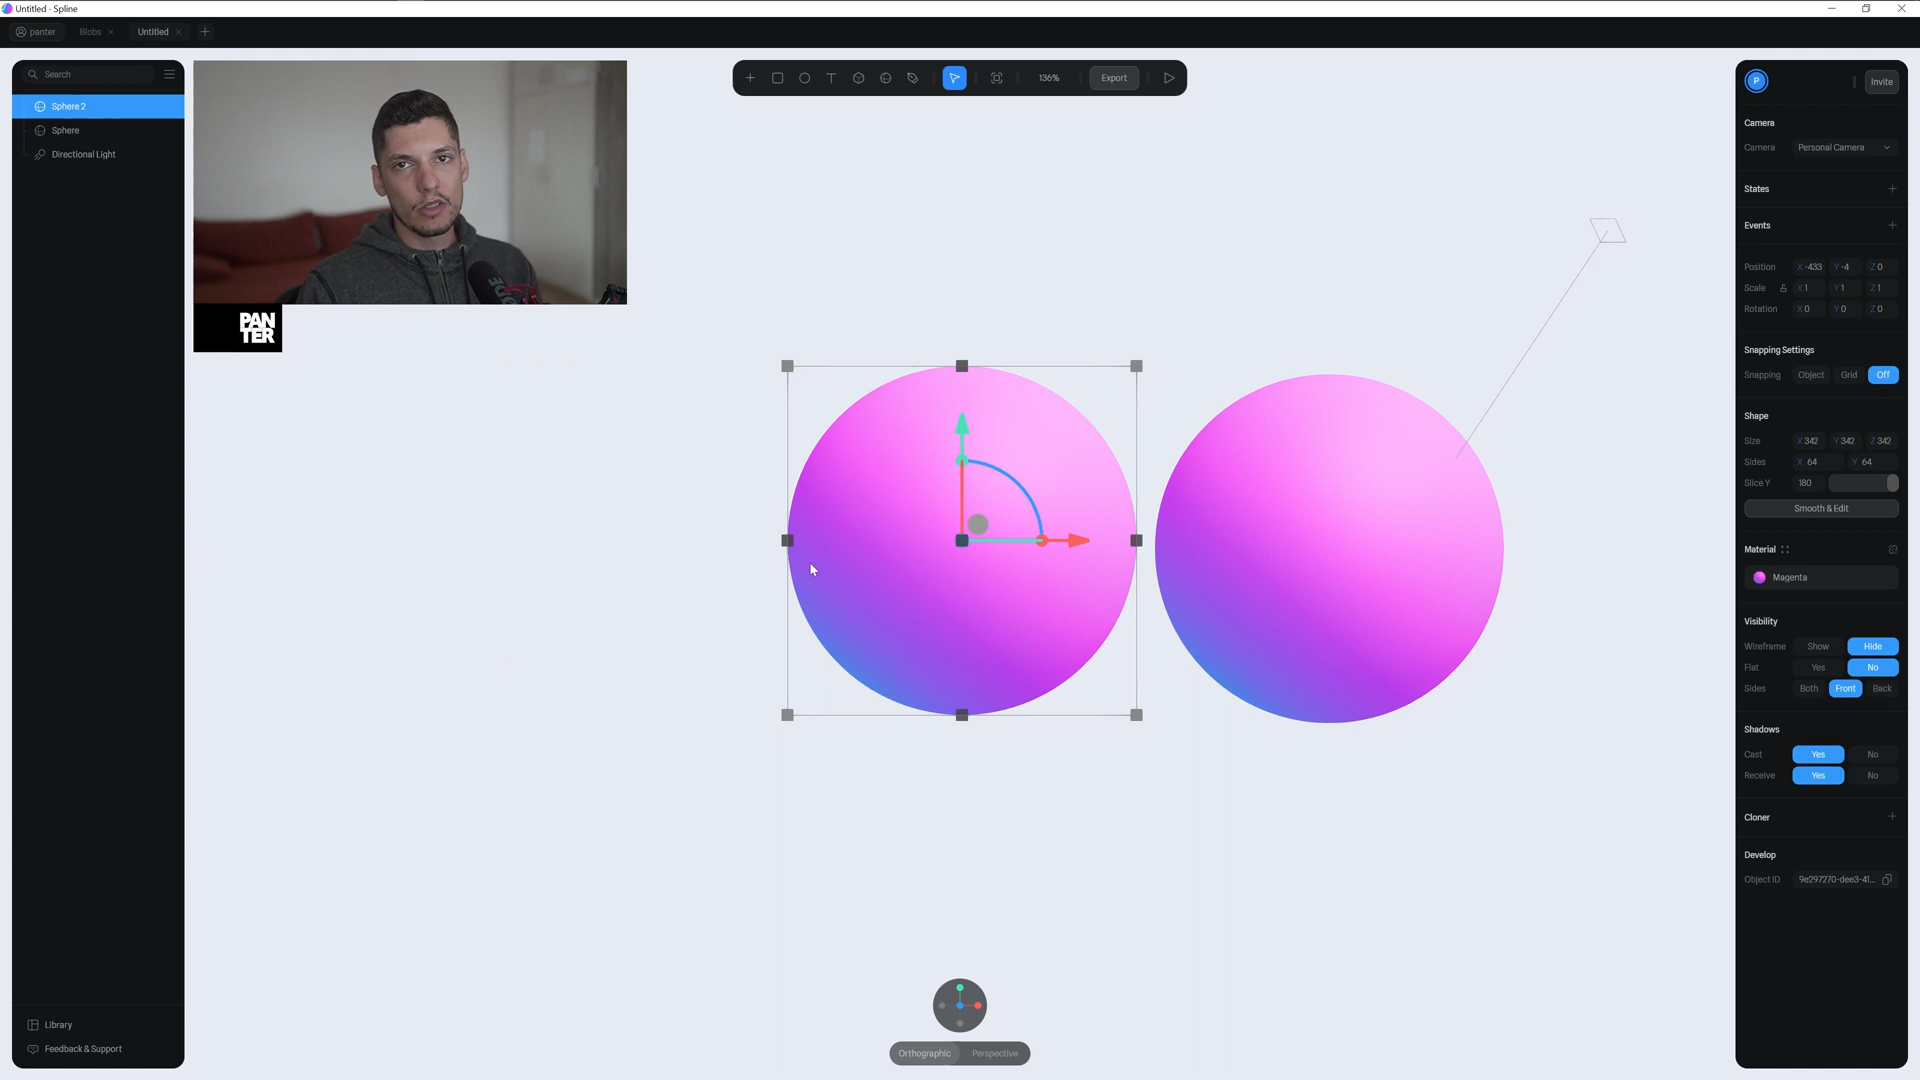 Untitled - Spline
panter
Blobs
Untitled
Search
Sphere 2
Sphere
Directional Light
PAN
TER
T
136%
Export
P
Invite
Camera
Camera Personal Camera
States
Events
Position X -433 Y -4 Z 0
Scale X 1 Y 1 Z 1
Rotation X 0 Y 0 Z 0
Snapping Settings
Snapping Object Grid Off
Shape
Size X 342 Y 342 Z 342
Sides X 64 Y 64
Slice Y 180
Smooth & Edit
Material
Magenta
Visibility
Wireframe Show Hide
Flat Yes No
Sides Both Front Back
Shadows
Cast Yes No
Receive Yes No
Cloner
Develop
Object ID 9e297270-dee3-41...
Library
Feedback & Support
Orthographic Perspective